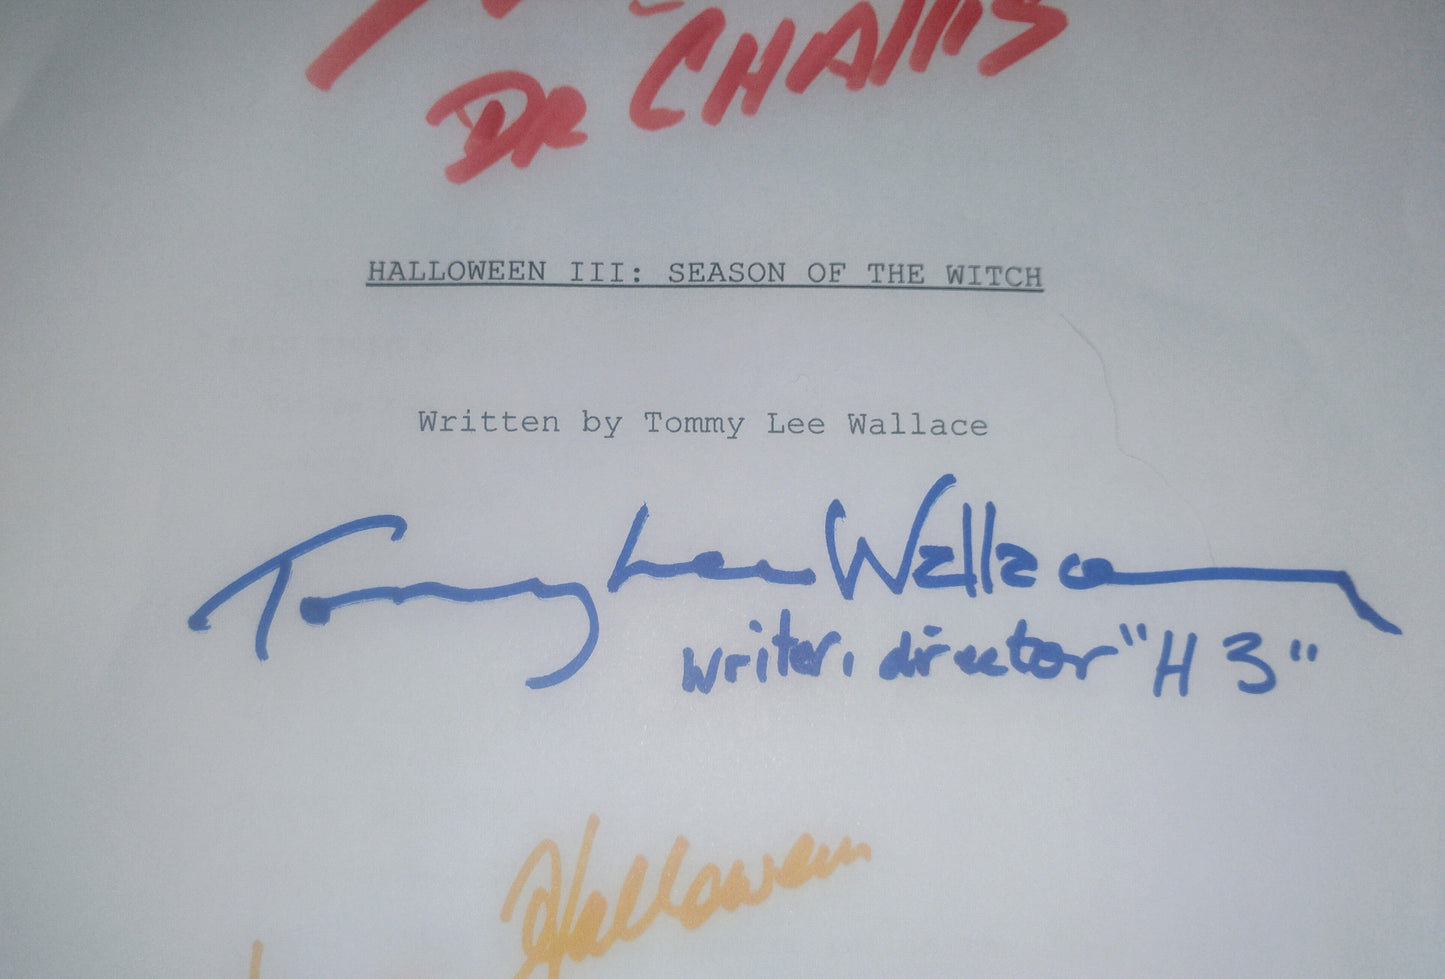 DR CHALLIS
HALLOWEEN III: SEASON OF THE WITCH
Written by Tommy Lee Wallace
Tommy Lee Wallace
writer, director "H 3"
Halloween